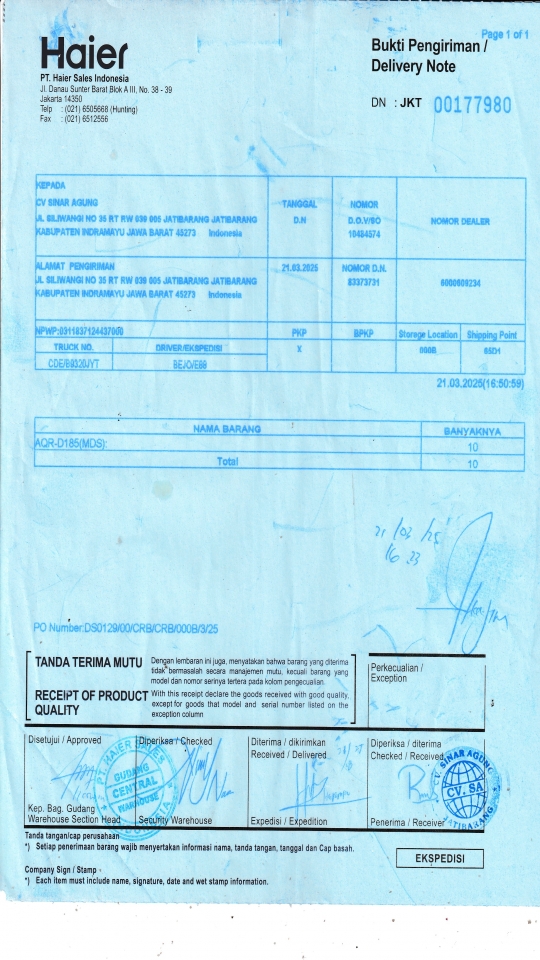 Page 1 of 1
Haier
Bukti Pengiriman /
Delivery Note
PT. Haier Sales Indonesia
Jl. Danau Sunter Barat Blok A III, No. 38 - 39
Jakarta 14350
Telp : (021) 6505668 (Hunting)
Fax : (021) 6512556
DN : JKT 00177980
KEPADA
CV SINAR AGUNG
JL SILIWANGI NO 35 RT RW 039 005 JATIBARANG JATIBARANG
KABUPATEN INDRAMAYU JAWA BARAT 45273 Indonesia
TANGGAL
D.N
NOMOR
D.O.V/SO
10484574
NOMOR DEALER
ALAMAT PENGIRIMAN
JL SILIWANGI NO 35 RT RW 039 005 JATIBARANG JATIBARANG
KABUPATEN INDRAMAYU JAWA BARAT 45273 Indonesia
21.03.2025
NOMOR D.N.
83373731
6000608234
NPWP:0311837124437000
PKP
BPKP
Storage Location
Shipping Point
TRUCK NO.
DRIVER/EKSPEDISI
X
000B
65D1
CDE/B9320JYT
BEJO/E88
21.03.2025(16:50:59)
NAMA BARANG
BANYAKNYA
AQR-D185(MDS):
10
Total
10
21/03/25
16.23
PO Number:DS0129/00/CRB/CRB/000B/3/25
TANDA TERIMA MUTU
Dengan lembaran ini juga, menyatakan bahwa barang yang diterima
tidak bermasalah secara manajemen mutu, kecuali barang yang
model dan nomor serinya tertera pada kolom pengecualian.
RECEIPT OF PRODUCT
QUALITY
With this receipt declare the goods received with good quality,
except for goods that model and serial number listed on the
exception column
Perkecualian /
Exception
Disetujui / Approved
Diperiksa / Checked
Diterima / dikirimkan
Received / Delivered
Diperiksa / diterima
Checked / Received
GUDANG
CENTRAL
WAREHOUSE
CV. SINAR AGUNG
CV. SA
JATIBARANG
Kep. Bag. Gudang
Warehouse Section Head
Security Warehouse
Expedisi / Expedition
Penerima / Receiver
Tanda tangan/cap perusahaan
*) Setiap penerimaan barang wajib menyertakan informasi nama, tanda tangan, tanggal dan Cap basah.
EKSPEDISI
Company Sign / Stamp
*) Each item must include name, signature, date and wet stamp information.